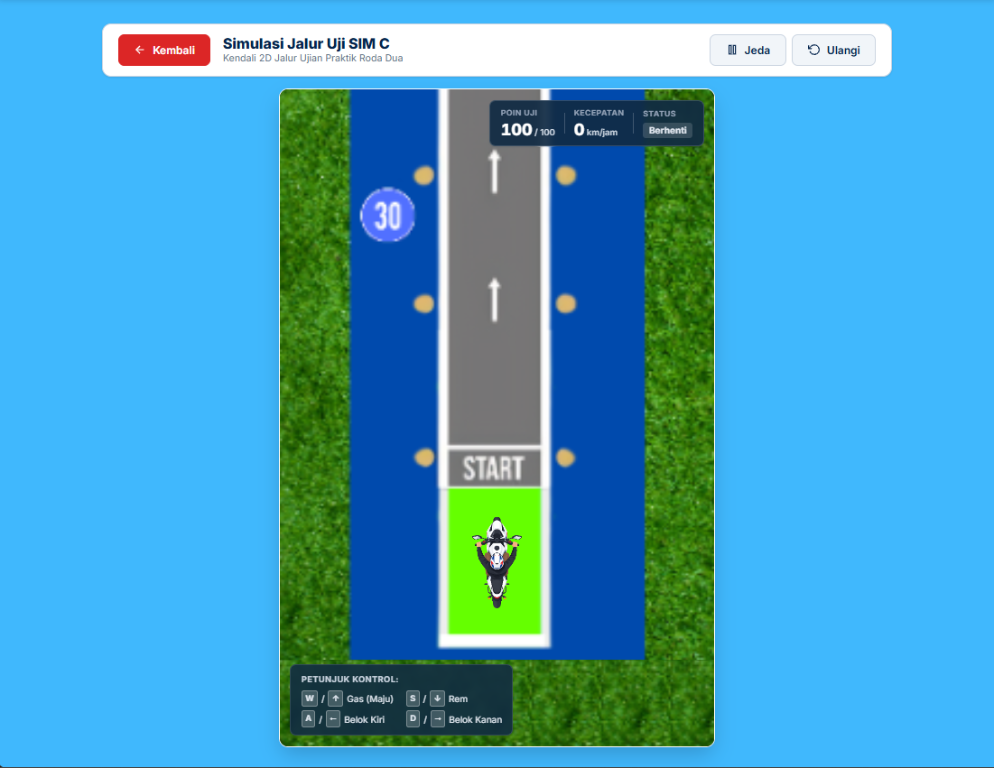 ← Kembali
Simulasi Jalur Uji SIM C
Kendali 2D Jalur Ujian Praktik Roda Dua
Jeda
Ulangi
POIN UJI
100 / 100
KECEPATAN
0 km/jam
STATUS
Berhenti
30
START
PETUNJUK KONTROL:
W / ↑ Gas (Maju) S / ↓ Rem
A / ← Belok Kiri D / → Belok Kanan